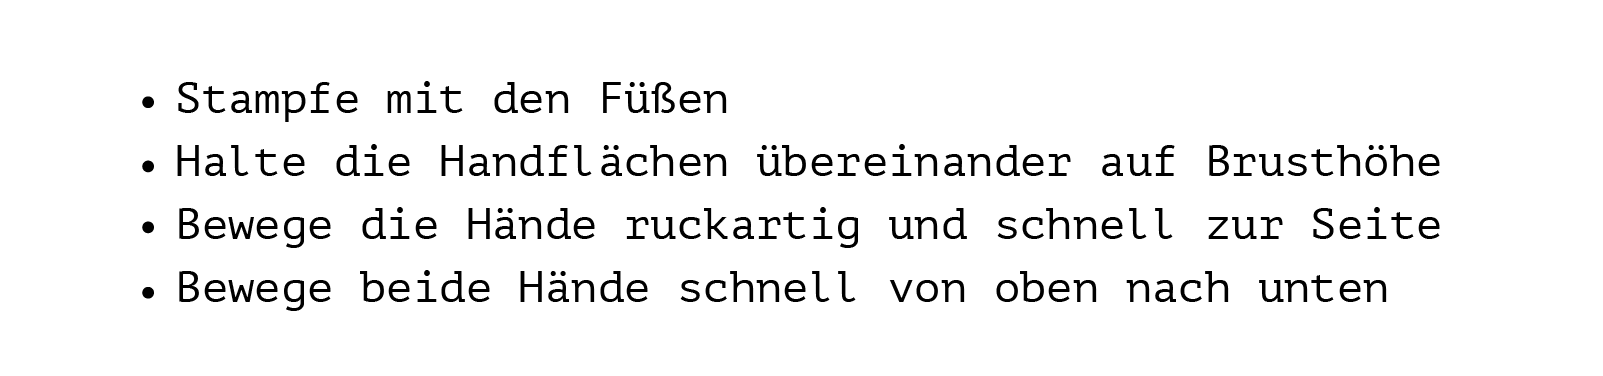 • Stampfe mit den Füßen
• Halte die Handflächen übereinander auf Brusthöhe
• Bewege die Hände ruckartig und schnell zur Seite
• Bewege beide Hände schnell von oben nach unten